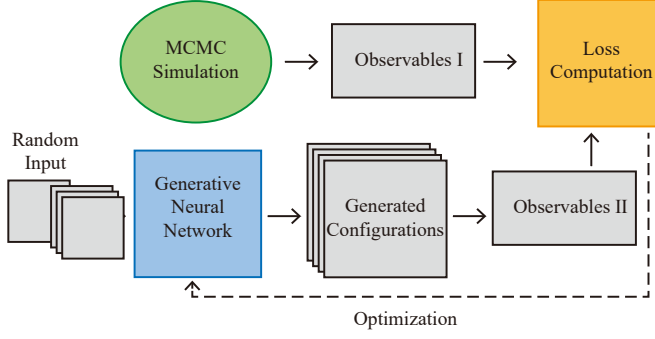 MCMC
Simulation
Observables I
Loss
Computation
Random
Input
Generative
Neural
Network
Generated
Configurations
Observables II
Optimization